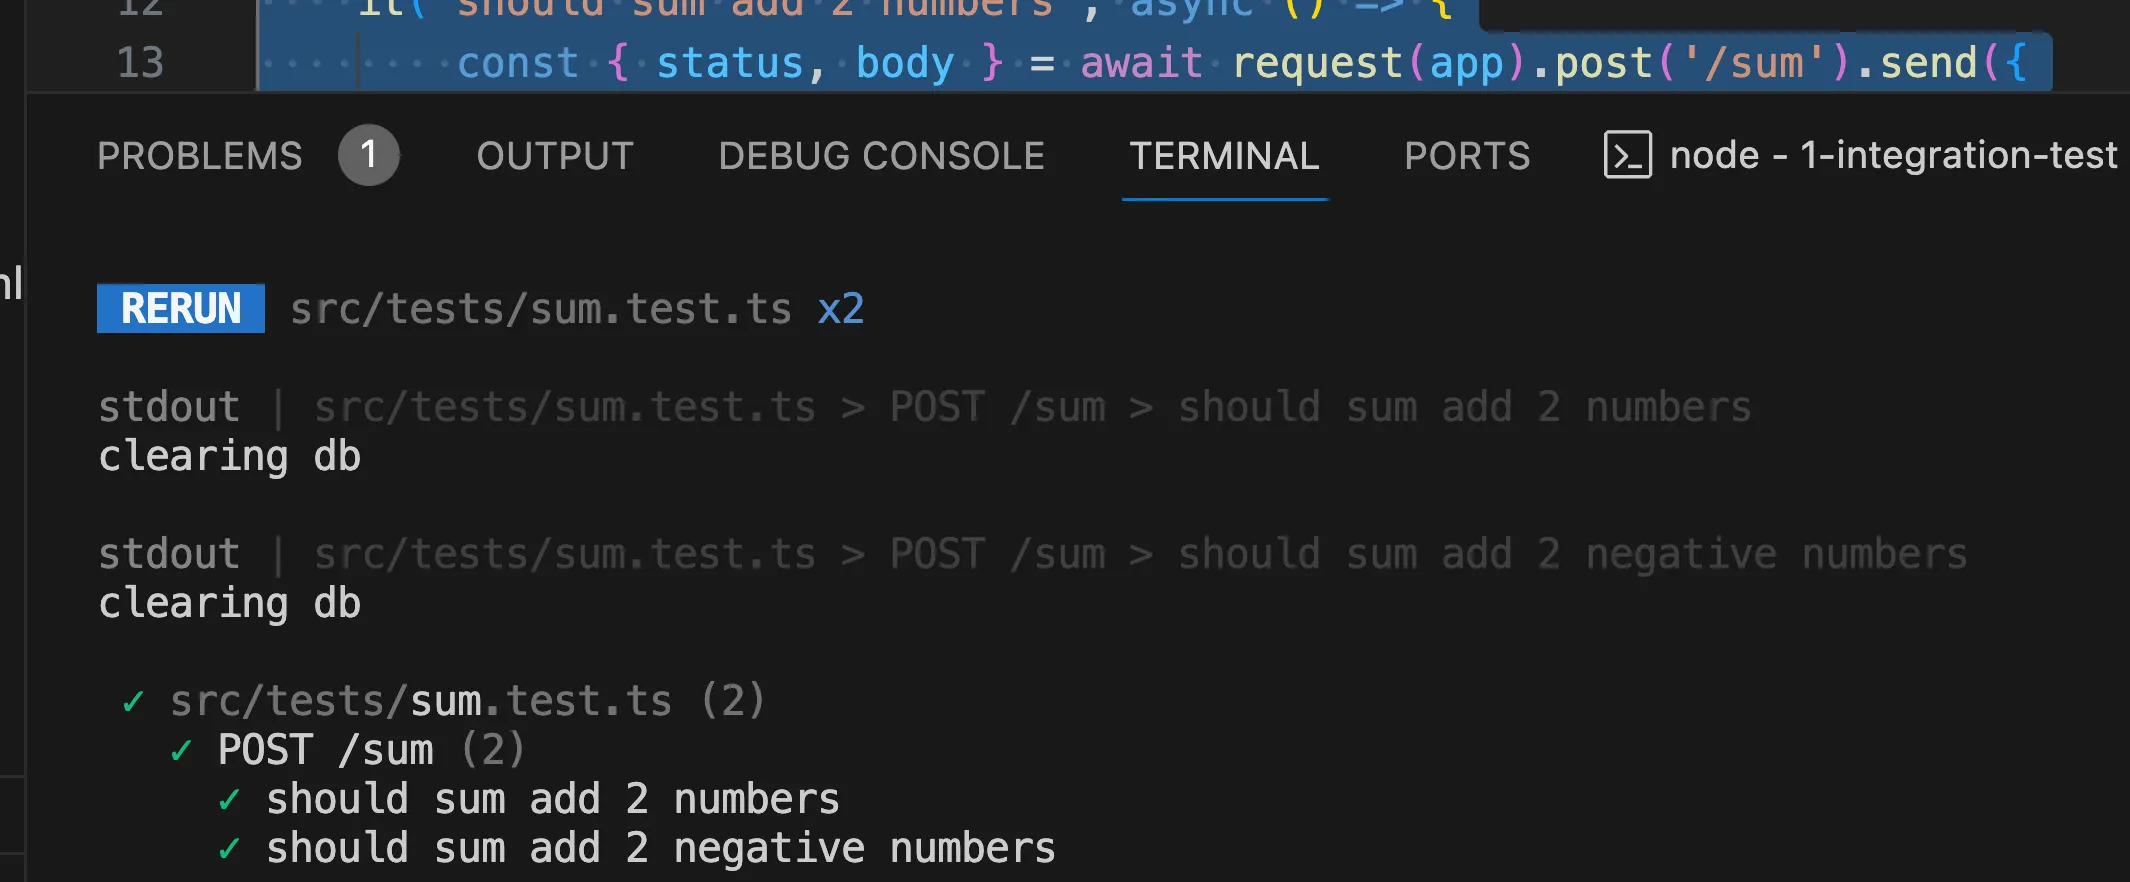 12 it('should sum add 2 numbers', async () => {
13 const { status, body } = await request(app).post('/sum').send({
PROBLEMS 1 OUTPUT DEBUG CONSOLE TERMINAL PORTS node - 1-integration-test
RERUN src/tests/sum.test.ts x2
stdout | src/tests/sum.test.ts > POST /sum > should sum add 2 numbers
clearing db
stdout | src/tests/sum.test.ts > POST /sum > should sum add 2 negative numbers
clearing db
✓ src/tests/sum.test.ts (2)
✓ POST /sum (2)
✓ should sum add 2 numbers
✓ should sum add 2 negative numbers